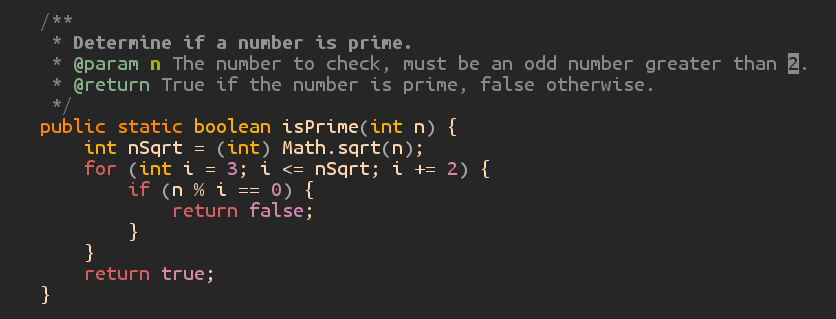 /**
 * Determine if a number is prime.
 * @param n The number to check, must be an odd number greater than 2.
 * @return True if the number is prime, false otherwise.
 */
public static boolean isPrime(int n) {
    int nSqrt = (int) Math.sqrt(n);
    for (int i = 3; i <= nSqrt; i += 2) {
        if (n % i == 0) {
            return false;
        }
    }
    return true;
}